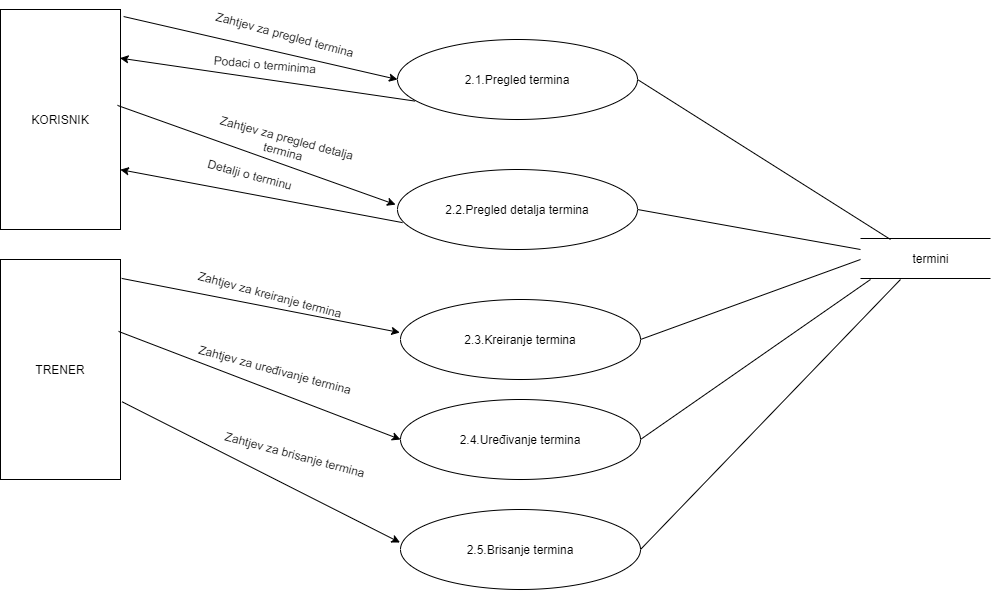 Zahtjev za pregled termina
Podaci o terminima
2.1.Pregled termina
KORISNIK
Zahtjev za pregled detalja
termina
Detalji o terminu
2.2.Pregled detalja termina
termini
Zahtjev za kreiranje termina
2.3.Kreiranje termina
TRENER
Zahtjev za uređivanje termina
2.4.Uređivanje termina
Zahtjev za brisanje termina
2.5.Brisanje termina